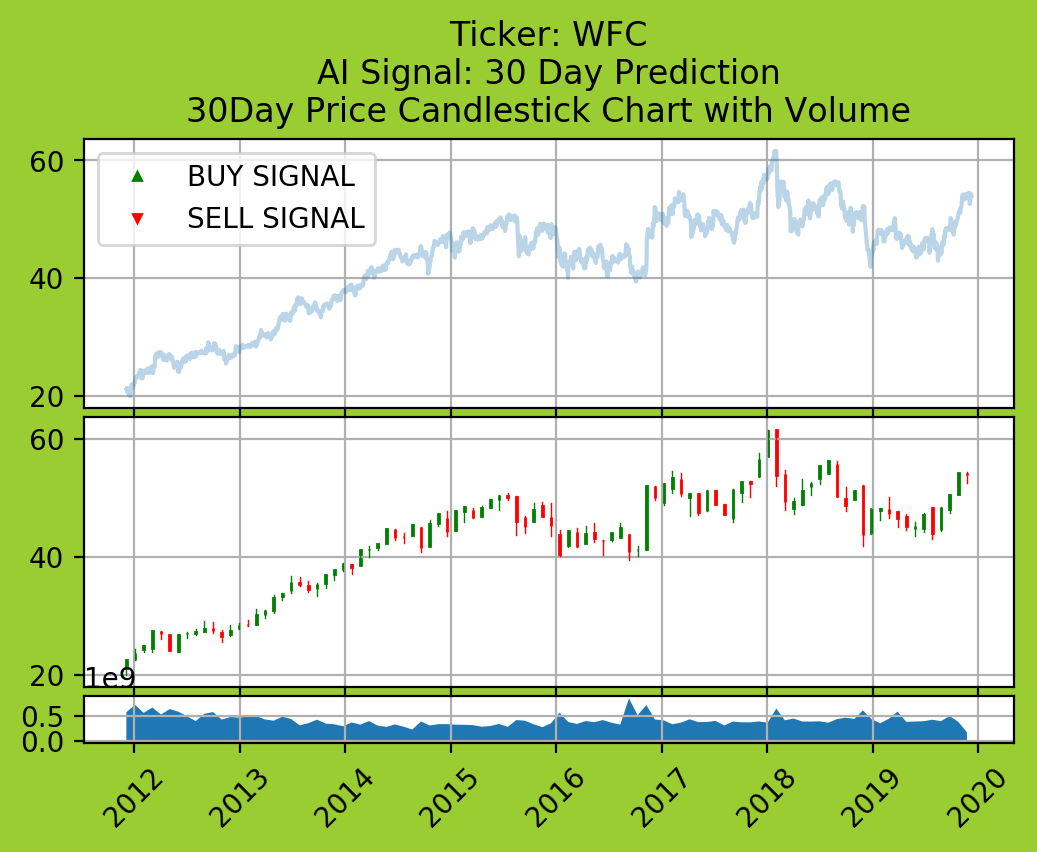 Ticker: WFC
AI Signal: 30 Day Prediction
30Day Price Candlestick Chart with Volume
60
BUY SIGNAL
SELL SIGNAL
40
20
60
40
20
1e9
0.5
0.0
2012 2013 2014 2015 2016 2017 2018 2019 2020